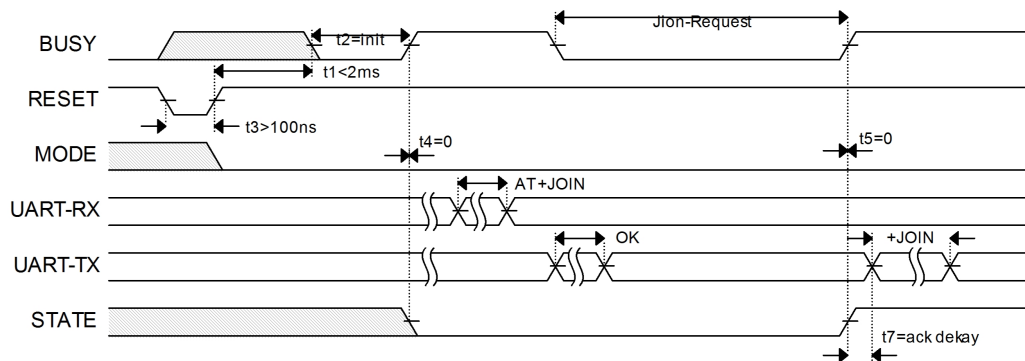 Jion-Request
BUSY
t2=init
t1<2ms
RESET
t3>100ns
t4=0
t5=0
MODE
AT+JOIN
UART-RX
OK
+JOIN
UART-TX
STATE
t7=ack dekay